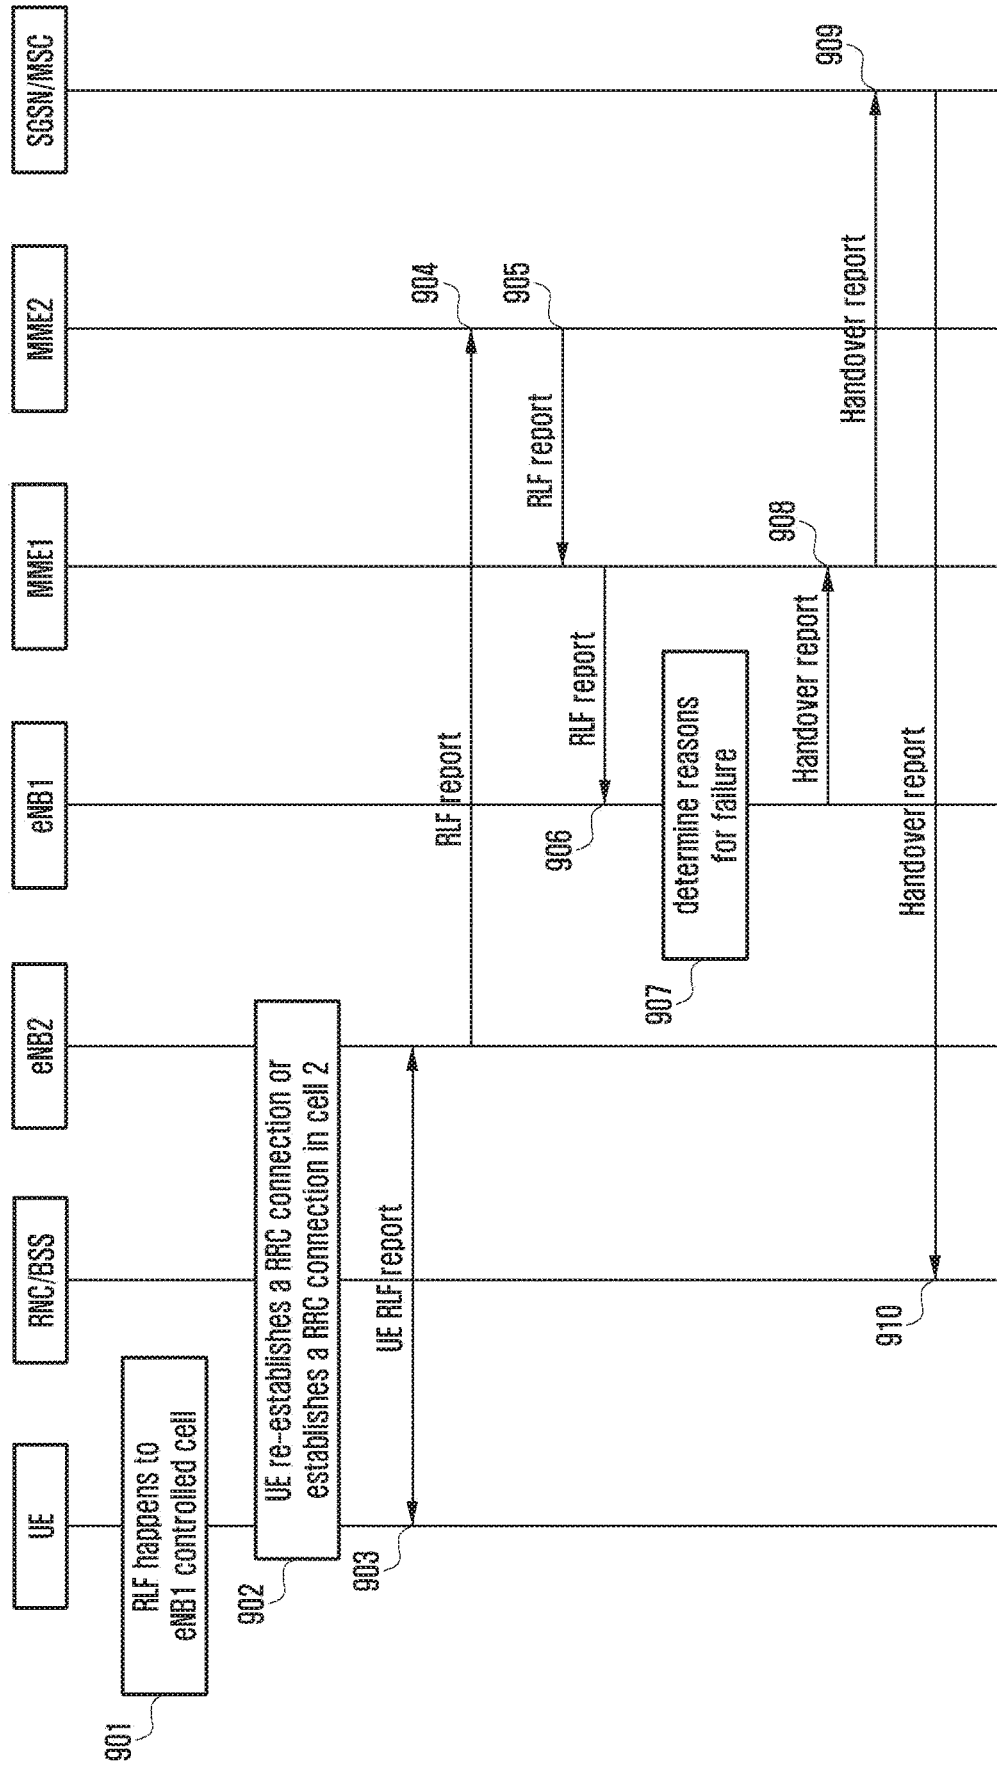 UE
RNC/BSS
eNB2
eNB1
MME1
MME2
SGSN/MSC
901
RLF happens to
eNB1 controlled cell
902
UE re-establishes a RRC connection or
establishes a RRC connection in cell 2
903
UE RLF report
RLF report
904
RLF report
905
906
RLF report
907
determine reasons
for failure
Handover report
908
Handover report
909
910
Handover report